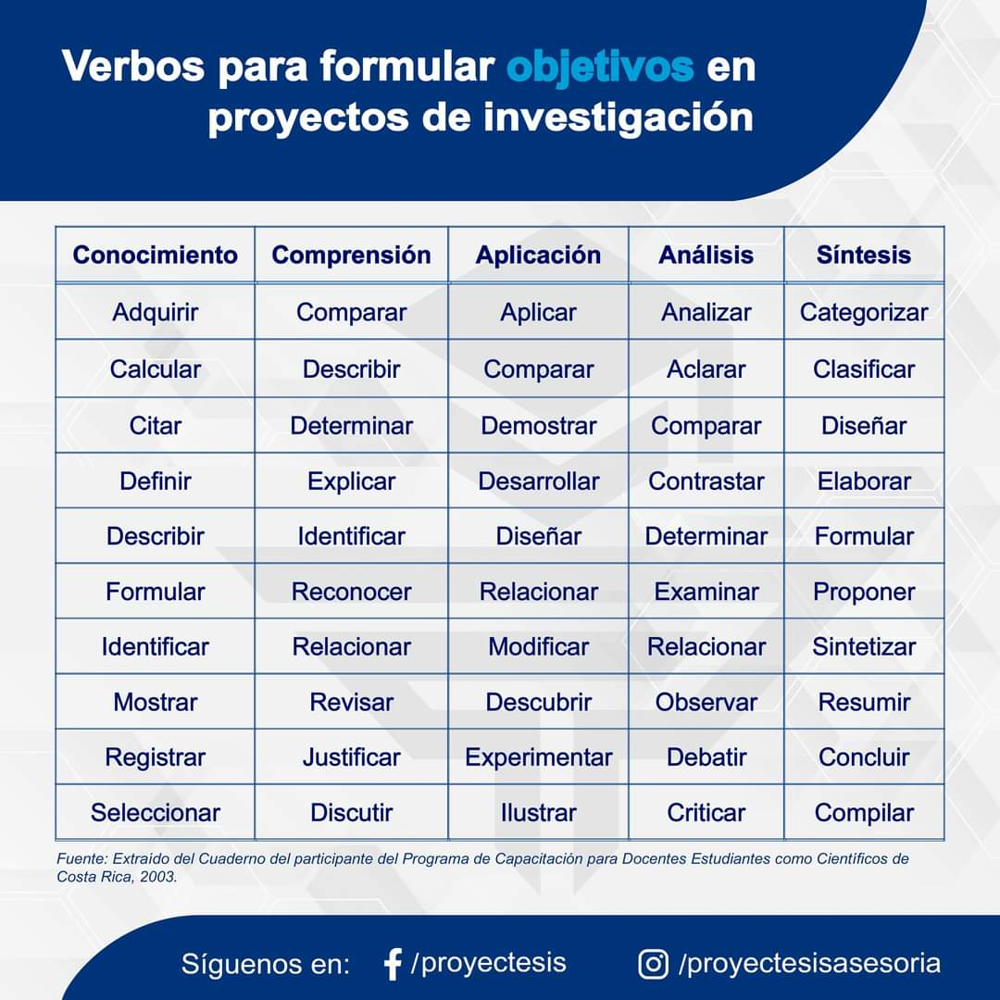 Verbos para formular objetivos en
proyectos de investigación
Conocimiento Comprensión Aplicación Análisis Síntesis
Adquirir Comparar Aplicar Analizar Categorizar
Calcular Describir Comparar Aclarar Clasificar
Citar Determinar Demostrar Comparar Diseñar
Definir Explicar Desarrollar Contrastar Elaborar
Describir Identificar Diseñar Determinar Formular
Formular Reconocer Relacionar Examinar Proponer
Identificar Relacionar Modificar Relacionar Sintetizar
Mostrar Revisar Descubrir Observar Resumir
Registrar Justificar Experimentar Debatir Concluir
Seleccionar Discutir Ilustrar Criticar Compilar
Fuente: Extraído del Cuaderno del participante del Programa de Capacitación para Docentes Estudiantes como Científicos de
Costa Rica, 2003.
Síguenos en: /proyectesis /proyectesisasesoria